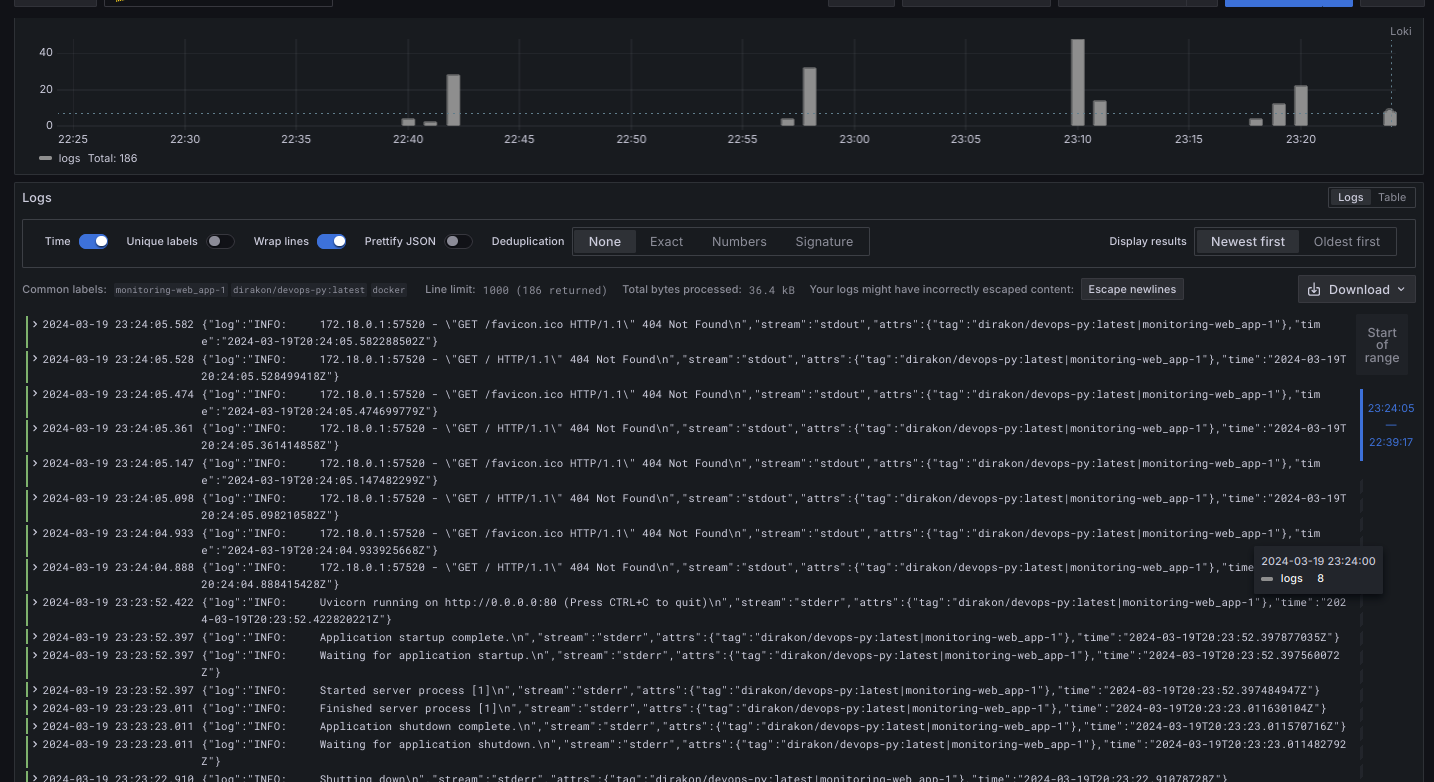 Loki
40
20
0
22:25 22:30 22:35 22:40 22:45 22:50 22:55 23:00 23:05 23:10 23:15 23:20
logs Total: 186
Logs
Logs Table
Time Unique labels Wrap lines Prettify JSON Deduplication None Exact Numbers Signature Display results Newest first Oldest first
Common labels: monitoring-web_app-1 dirakon/devops-py:latest docker Line limit: 1000 (186 returned) Total bytes processed: 36.4 kB Your logs might have incorrectly escaped content: Escape newlines Download
2024-03-19 23:24:05.582 {"log":"INFO:     172.18.0.1:57520 - \"GET /favicon.ico HTTP/1.1\" 404 Not Found\n","stream":"stdout","attrs":{"tag":"dirakon/devops-py:latest|monitoring-web_app-1"},"tim
e":"2024-03-19T20:24:05.582288502Z"}
2024-03-19 23:24:05.528 {"log":"INFO:     172.18.0.1:57520 - \"GET / HTTP/1.1\" 404 Not Found\n","stream":"stdout","attrs":{"tag":"dirakon/devops-py:latest|monitoring-web_app-1"},"time":"2024-03-19T
20:24:05.528499418Z"}
2024-03-19 23:24:05.474 {"log":"INFO:     172.18.0.1:57520 - \"GET /favicon.ico HTTP/1.1\" 404 Not Found\n","stream":"stdout","attrs":{"tag":"dirakon/devops-py:latest|monitoring-web_app-1"},"tim
e":"2024-03-19T20:24:05.474699779Z"}
2024-03-19 23:24:05.361 {"log":"INFO:     172.18.0.1:57520 - \"GET / HTTP/1.1\" 404 Not Found\n","stream":"stdout","attrs":{"tag":"dirakon/devops-py:latest|monitoring-web_app-1"},"time":"2024-03-19T
20:24:05.361414858Z"}
2024-03-19 23:24:05.147 {"log":"INFO:     172.18.0.1:57520 - \"GET /favicon.ico HTTP/1.1\" 404 Not Found\n","stream":"stdout","attrs":{"tag":"dirakon/devops-py:latest|monitoring-web_app-1"},"tim
e":"2024-03-19T20:24:05.147482299Z"}
2024-03-19 23:24:05.098 {"log":"INFO:     172.18.0.1:57520 - \"GET / HTTP/1.1\" 404 Not Found\n","stream":"stdout","attrs":{"tag":"dirakon/devops-py:latest|monitoring-web_app-1"},"time":"2024-03-19T
20:24:05.098210582Z"}
2024-03-19 23:24:04.933 {"log":"INFO:     172.18.0.1:57520 - \"GET /favicon.ico HTTP/1.1\" 404 Not Found\n","stream":"stdout","attrs":{"tag":"dirakon/devops-py:latest|monitoring-web_app-1"},"tim
e":"2024-03-19T20:24:04.933925668Z"}
2024-03-19 23:24:04.888 {"log":"INFO:     172.18.0.1:57520 - \"GET / HTTP/1.1\" 404 Not Found\n","stream":"stdout","attrs":{"tag":"dirakon/devops-py:latest|monitoring-web_app-1"},"time":
20:24:04.888415428Z"}
2024-03-19 23:23:52.422 {"log":"INFO:     Uvicorn running on http://0.0.0.0:80 (Press CTRL+C to quit)\n","stream":"stderr","attrs":{"tag":"dirakon/devops-py:latest|monitoring-web_app-1"},"time":"202
4-03-19T20:23:52.422820221Z"}
2024-03-19 23:23:52.397 {"log":"INFO:     Application startup complete.\n","stream":"stderr","attrs":{"tag":"dirakon/devops-py:latest|monitoring-web_app-1"},"time":"2024-03-19T20:23:52.397877035Z"}
2024-03-19 23:23:52.397 {"log":"INFO:     Waiting for application startup.\n","stream":"stderr","attrs":{"tag":"dirakon/devops-py:latest|monitoring-web_app-1"},"time":"2024-03-19T20:23:52.397560072
Z"}
2024-03-19 23:23:52.397 {"log":"INFO:     Started server process [1]\n","stream":"stderr","attrs":{"tag":"dirakon/devops-py:latest|monitoring-web_app-1"},"time":"2024-03-19T20:23:52.397484947Z"}
2024-03-19 23:23:23.011 {"log":"INFO:     Finished server process [1]\n","stream":"stderr","attrs":{"tag":"dirakon/devops-py:latest|monitoring-web_app-1"},"time":"2024-03-19T20:23:23.011630104Z"}
2024-03-19 23:23:23.011 {"log":"INFO:     Application shutdown complete.\n","stream":"stderr","attrs":{"tag":"dirakon/devops-py:latest|monitoring-web_app-1"},"time":"2024-03-19T20:23:23.011570716Z"}
2024-03-19 23:23:23.011 {"log":"INFO:     Waiting for application shutdown.\n","stream":"stderr","attrs":{"tag":"dirakon/devops-py:latest|monitoring-web_app-1"},"time":"2024-03-19T20:23:23.011482792
Z"}
2024-03-19 23:23:22.910 {"log":"INFO:     Shutting down\n","stream":"stderr","attrs":{"tag":"dirakon/devops-py:latest|monitoring-web_app-1"},"time":"2024-03-19T20:23:22.91078728Z"}
Start
of
range
23:24:05
—
22:39:17
2024-03-19 23:24:00
logs 8